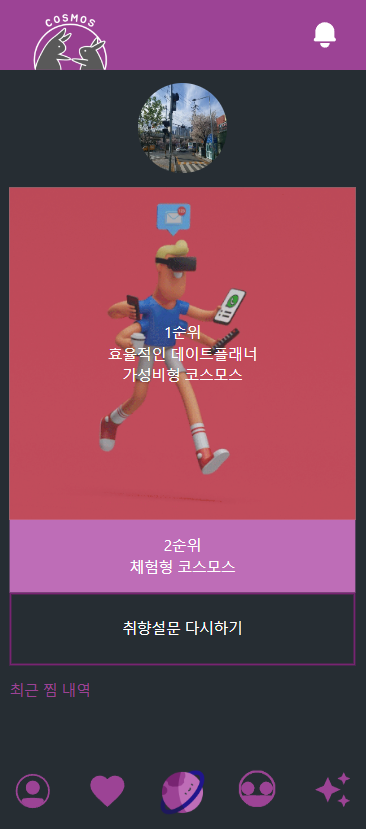 COSMOS
1순위
효율적인 데이트플래너
가성비형 코스모스
2순위
체험형 코스모스
취향설문 다시하기
최근 찜 내역